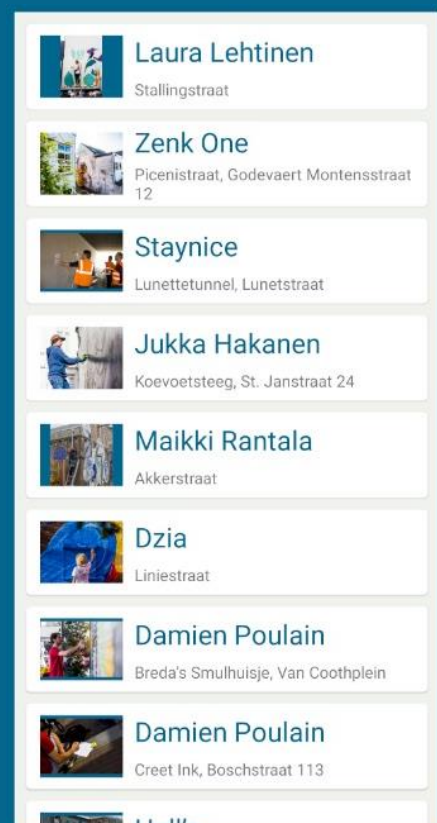 Laura Lehtinen
Stallingstraat
Zenk One
Picenistraat, Godevaert Montensstraat
12
Staynice
Lunettetunnel, Lunetstraat
Jukka Hakanen
Koevoetsteeg, St. Janstraat 24
Maikki Rantala
Akkerstraat
Dzia
Liniestraat
Damien Poulain
Breda's Smulhuisje, Van Coothplein
Damien Poulain
Creet Ink, Boschstraat 113